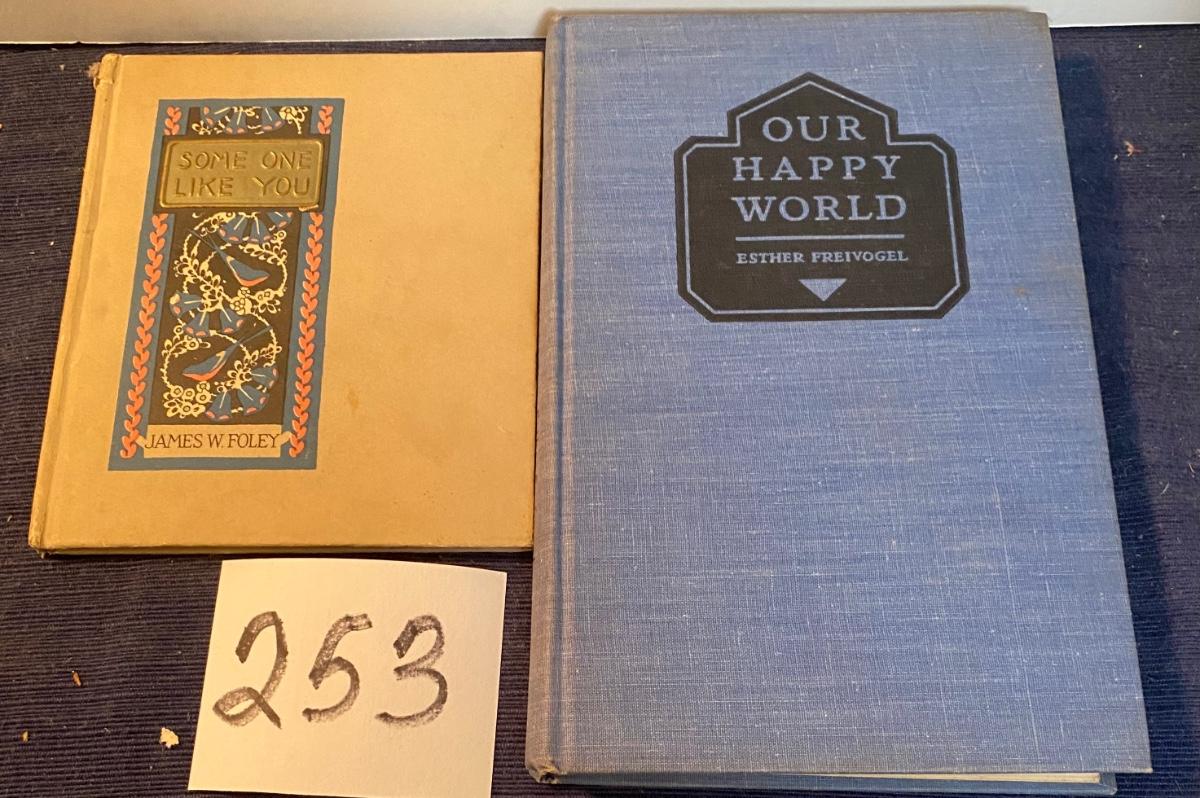 SOME ONE
LIKE YOU
JAMES W. FOLEY
OUR
HAPPY
WORLD
ESTHER FREIVOGEL
253